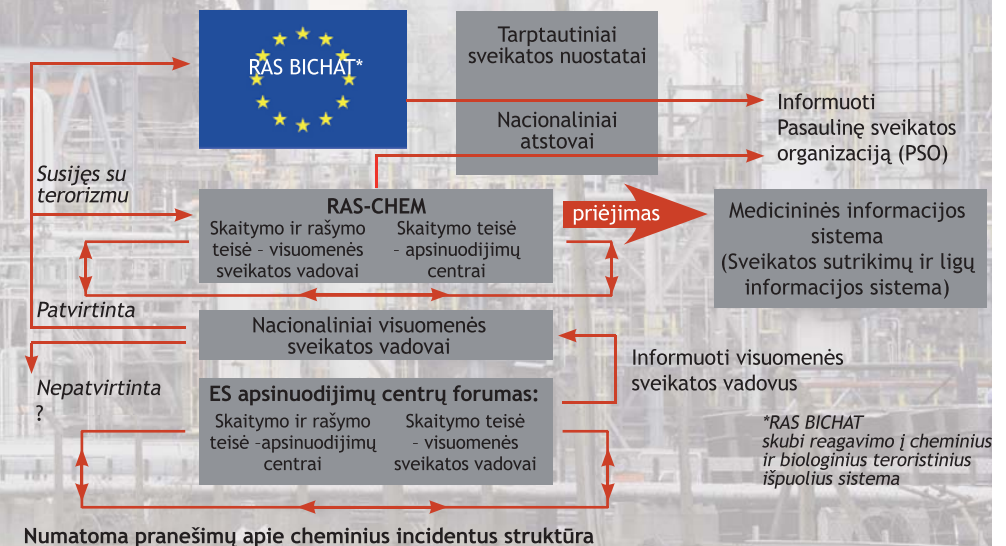 RAS BICHAT*
Tarptautiniai
sveikatos nuostatai
Nacionaliniai
atstovai
Informuoti
Pasaulinę sveikatos
organizaciją (PSO)
Susijęs su
terorizmu
RAS-CHEM
Skaitymo ir rašymo
teisė – visuomenės
sveikatos vadovai
Skaitymo teisė
– apsinuodijimų
centrai
priėjimas
Medicininės informacijos
sistema
(Sveikatos sutrikimų ir ligų
informacijos sistema)
Patvirtinta
Nacionaliniai visuomenės
sveikatos vadovai
Informuoti visuomenės
sveikatos vadovus
Nepatvirtinta
?
ES apsinuodijimų centrų forumas:
Skaitymo ir rašymo
teisė –apsinuodijimų
centrai
Skaitymo teisė
– visuomenės
sveikatos vadovai
*RAS BICHAT
skubi reagavimo į cheminius
ir biologinius teroristinius
išpuolius sistema
Numatoma pranešimų apie cheminius incidentus struktūra